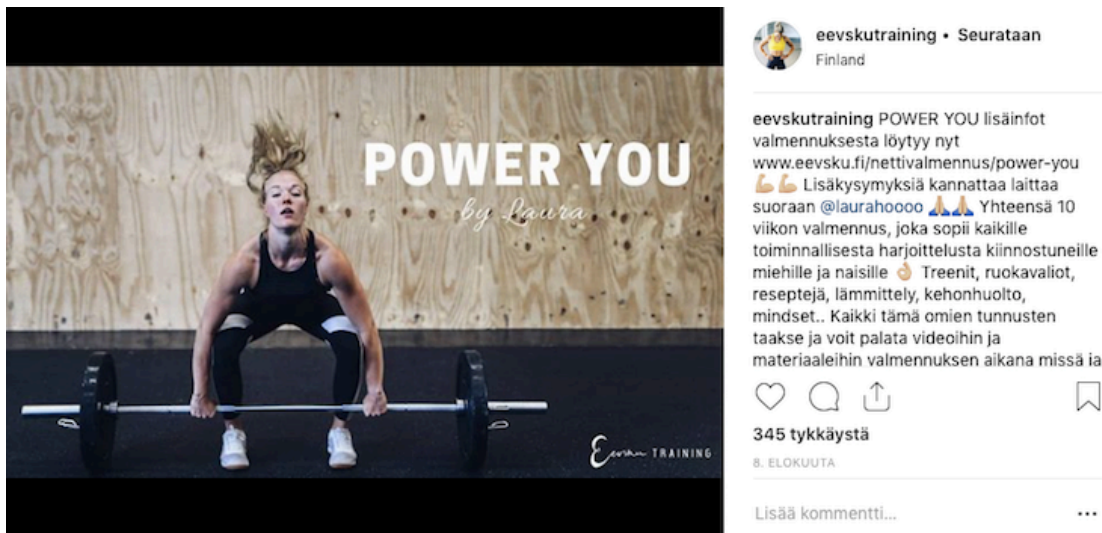 POWER YOU
by Laura
Eevsku TRAINING
eevskutraining • Seurataan
Finland
eevskutraining POWER YOU lisäinfot
valmennuksesta löytyy nyt
www.eevsku.fi/nettivalmennus/power-you
💪🏼💪🏼 Lisäkysymyksiä kannattaa laittaa
suoraan @laurahoooo 🙏🏼🙏🏼 Yhteensä 10
viikon valmennus, joka sopii kaikille
toiminnallisesta harjoittelusta kiinnostuneille
miehille ja naisille 👌🏼 Treenit, ruokavaliot,
reseptejä, lämmittely, kehonhuolto,
mindset.. Kaikki tämä omien tunnusten
taakse ja voit palata videoihin ja
materiaaleihin valmennuksen aikana missä ja
345 tykkäystä
8. ELOKUUTA
Lisää kommentti...